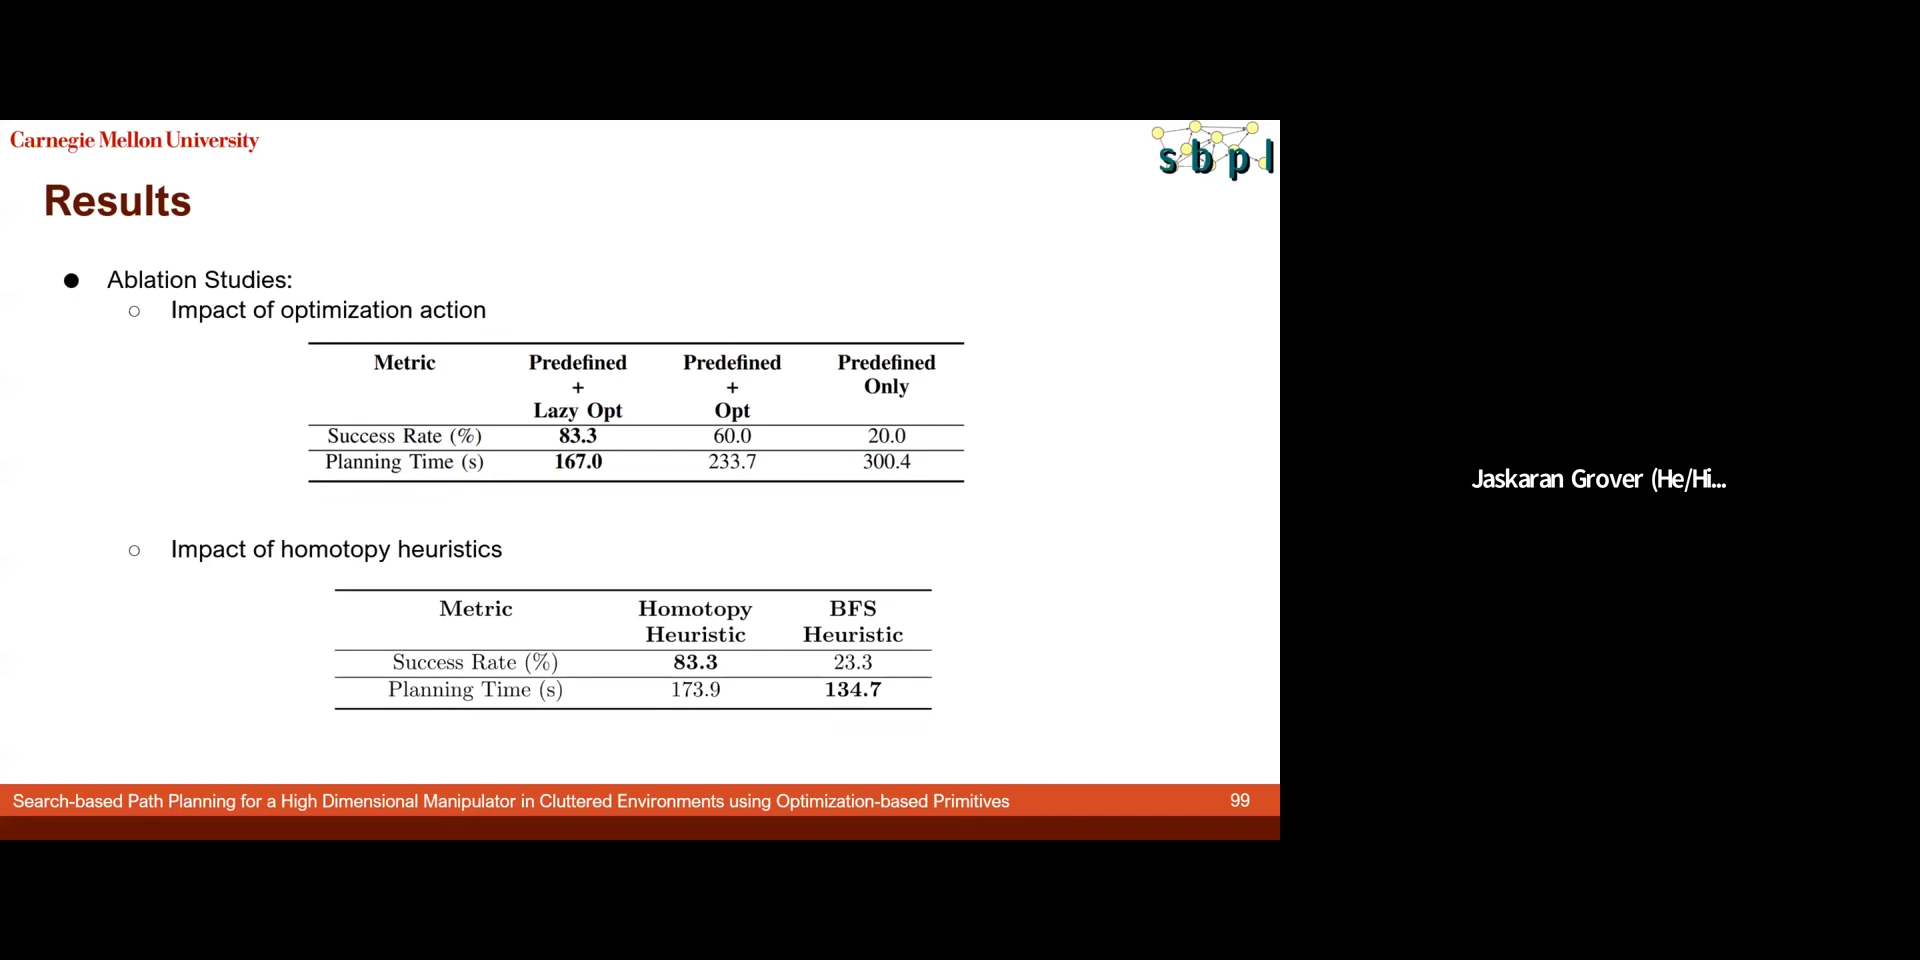 Carnegie Mellon University
sbpl
Results
● Ablation Studies:
○ Impact of optimization action
Metric Predefined Predefined Predefined
+ + Only
Lazy Opt Opt
Success Rate (%) 83.3 60.0 20.0
Planning Time (s) 167.0 233.7 300.4
○ Impact of homotopy heuristics
Metric Homotopy BFS
Heuristic Heuristic
Success Rate (%) 83.3 23.3
Planning Time (s) 173.9 134.7
Search-based Path Planning for a High Dimensional Manipulator in Cluttered Environments using Optimization-based Primitives 99
Jaskaran Grover (He/Hi...